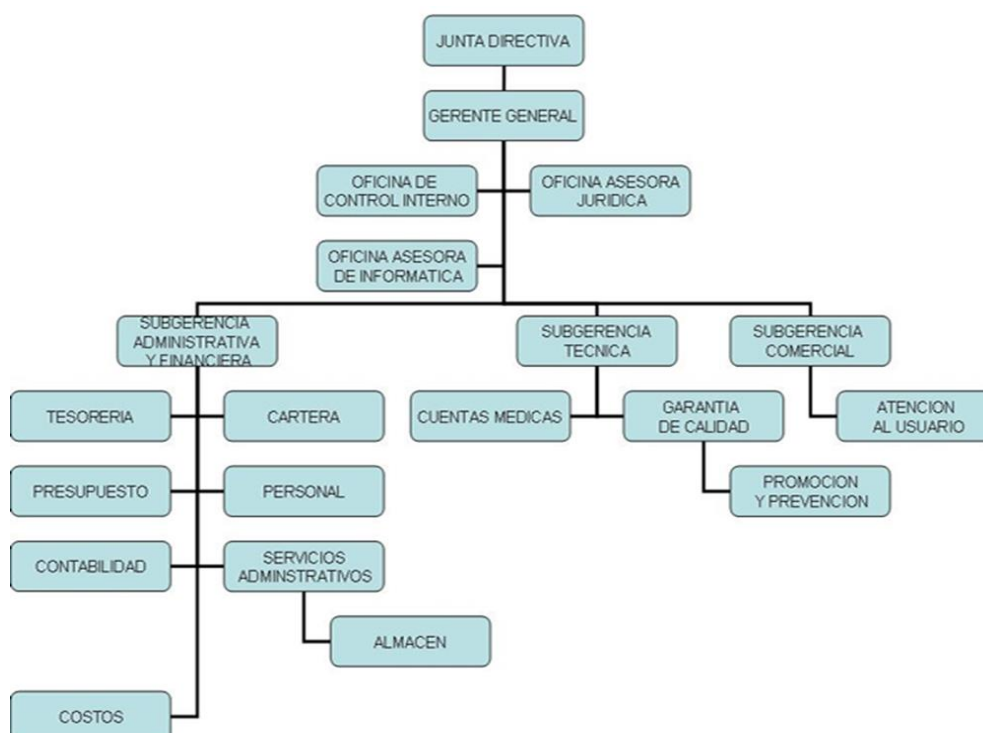 JUNTA DIRECTIVA
GERENTE GENERAL
OFICINA DE
CONTROL INTERNO
OFICINA ASESORA
JURIDICA
OFICINA ASESORA
DE INFORMATICA
SUBGERENCIA
ADMINISTRATIVA
Y FINANCIERA
SUBGERENCIA
TECNICA
SUBGERENCIA
COMERCIAL
TESORERIA
CARTERA
CUENTAS MEDICAS
GARANTIA
DE CALIDAD
ATENCION
AL USUARIO
PRESUPUESTO
PERSONAL
PROMOCION
Y PREVENCION
CONTABILIDAD
SERVICIOS
ADMINSTRATIVOS
ALMACEN
COSTOS